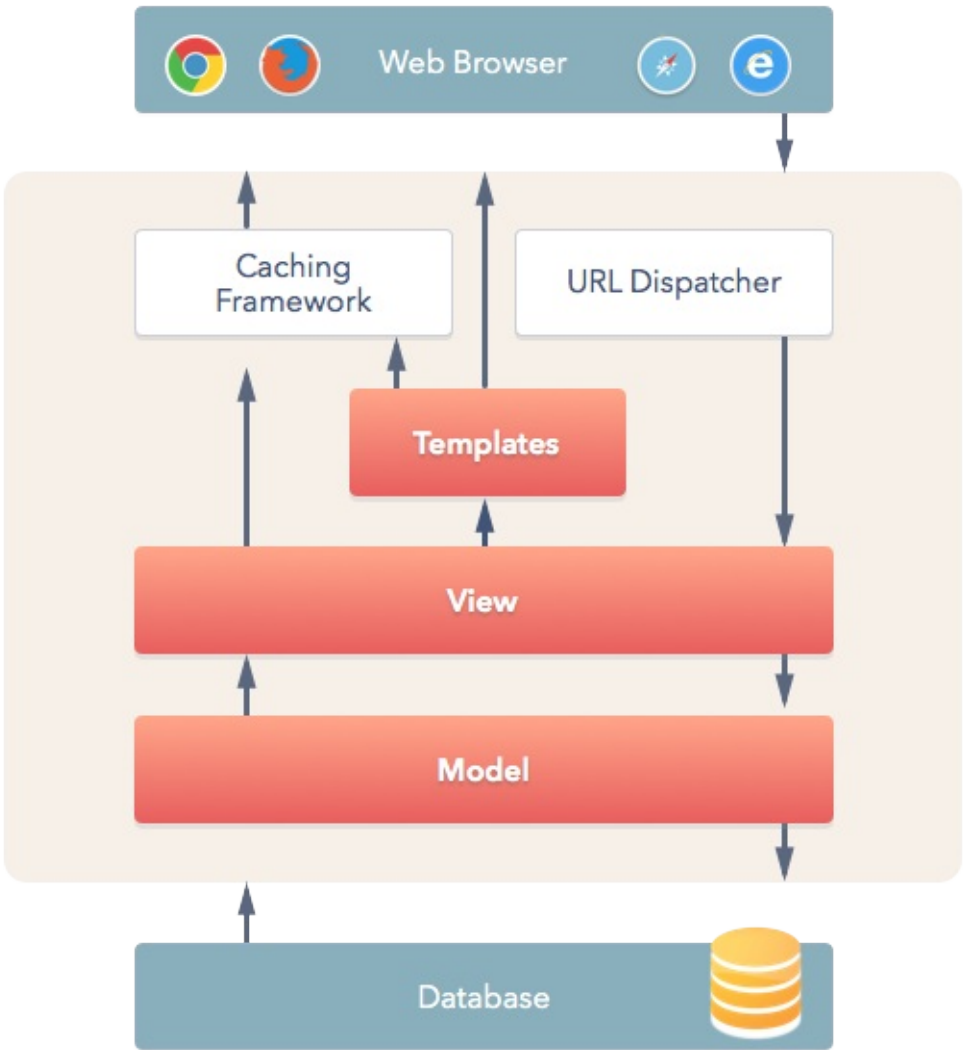 Web Browser
Caching
Framework
URL Dispatcher
Templates
View
Model
Database